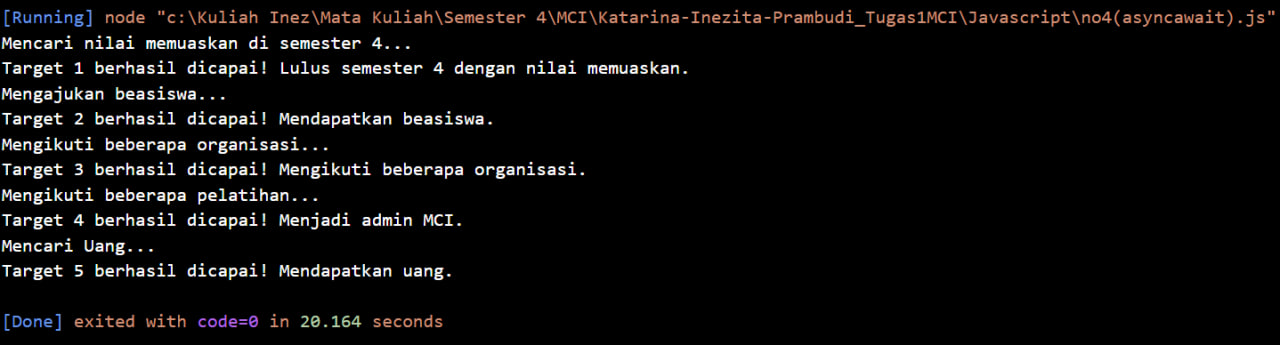 [Running] node "c:\Kuliah Inez\Mata Kuliah\Semester 4\MCI\Katarina-Inezita-Prambudi_Tugas1MCI\Javascript\no4(asyncawait).js"
Mencari nilai memuaskan di semester 4...
Target 1 berhasil dicapai! Lulus semester 4 dengan nilai memuaskan.
Mengajukan beasiswa...
Target 2 berhasil dicapai! Mendapatkan beasiswa.
Mengikuti beberapa organisasi...
Target 3 berhasil dicapai! Mengikuti beberapa organisasi.
Mengikuti beberapa pelatihan...
Target 4 berhasil dicapai! Menjadi admin MCI.
Mencari Uang...
Target 5 berhasil dicapai! Mendapatkan uang.
[Done] exited with code=0 in 20.164 seconds